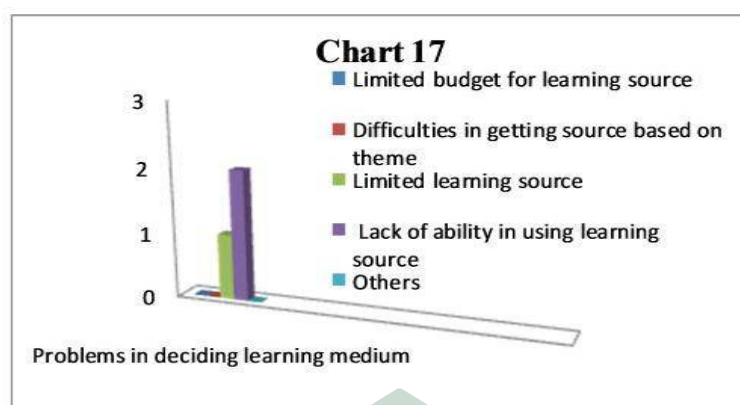 Chart 17
Limited budget for learning source
Difficulties in getting source based on
theme
Limited learning source
Lack of ability in using learning
source
Others
3
2
1
0
Problems in deciding learning medium